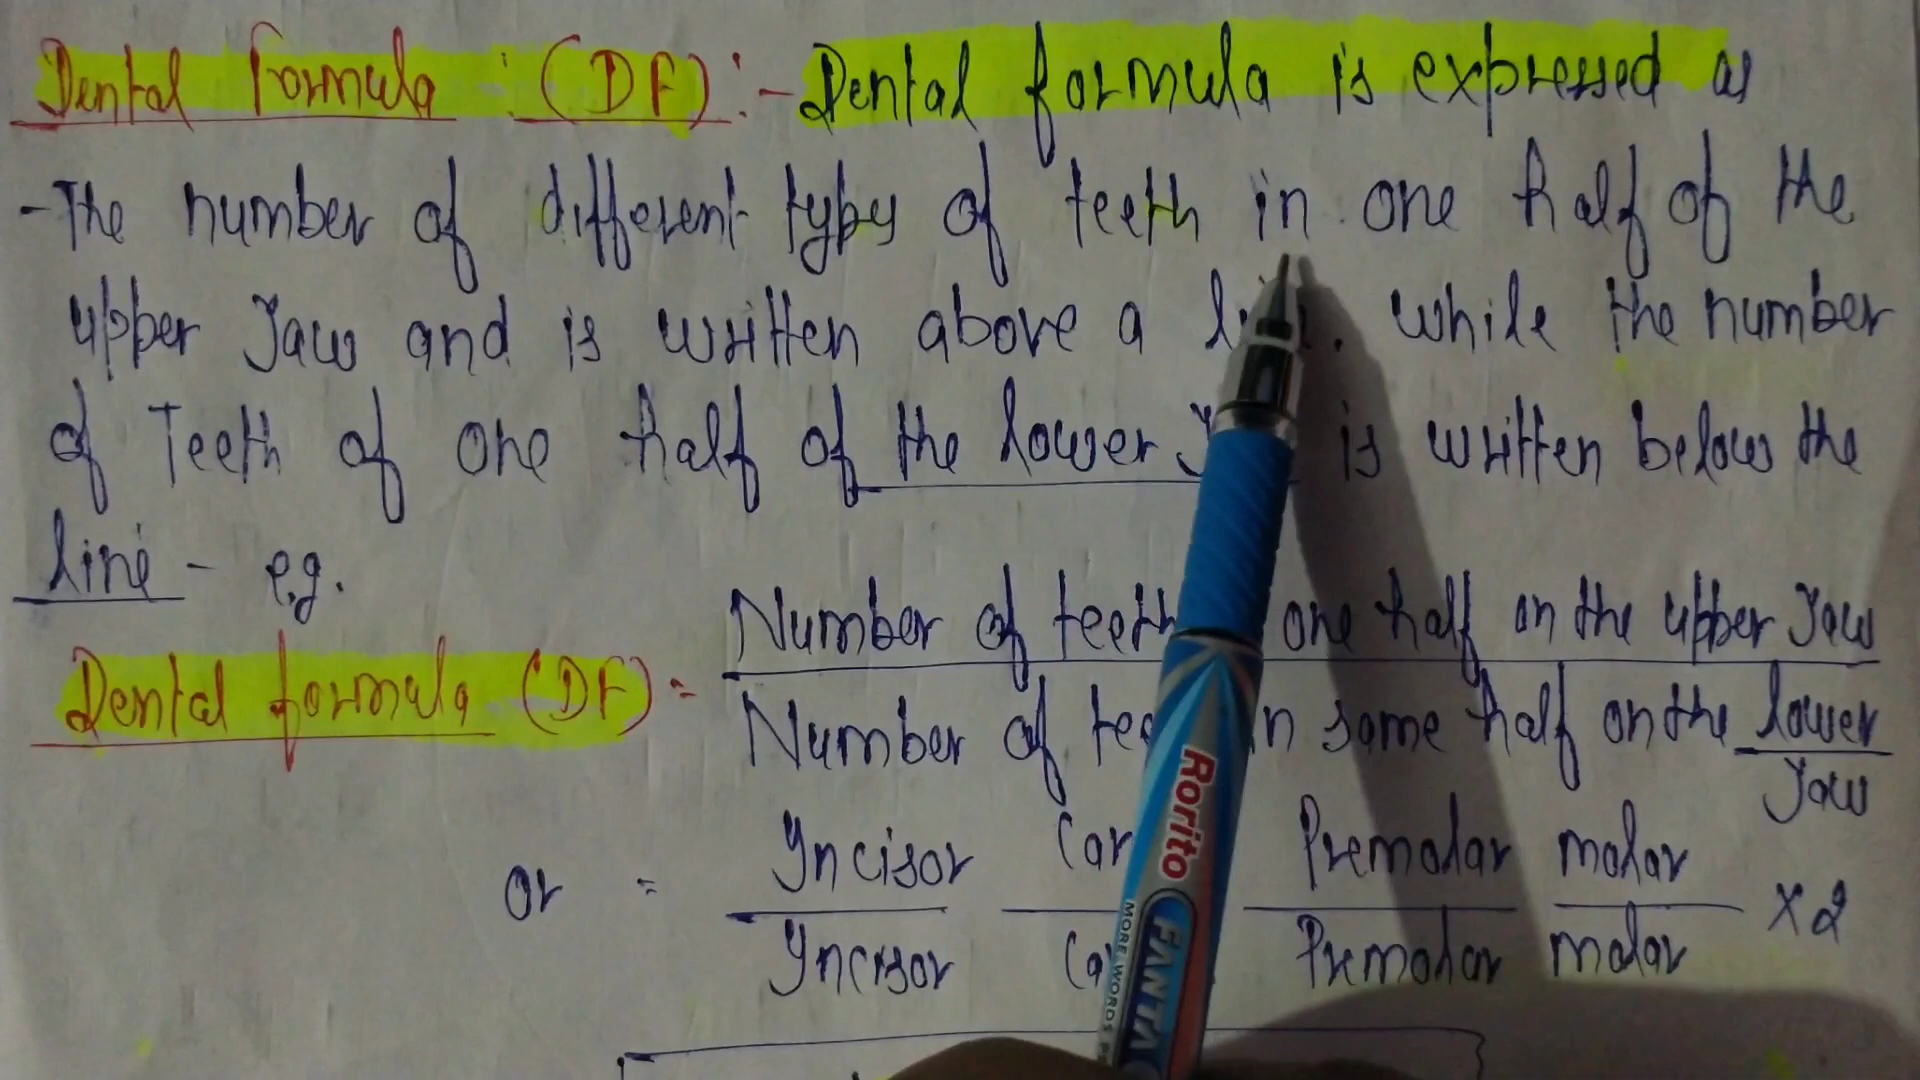 Dental Formula : (DF) :- Dental formula is expressed as
- The number of different types of teeth in one half of the
upper Jaw and is written above a while the number
of Teeth of one half of the lower is written below the
line - e.g.
Number of teeth one half on the upper Jaw
Dental formula (DF) =
Number of in same half on the lower
Jaw
Incisor Premolar molar
or = × 2
Incisor Premolar molar
Rorito
FANTA
MORE WORDS